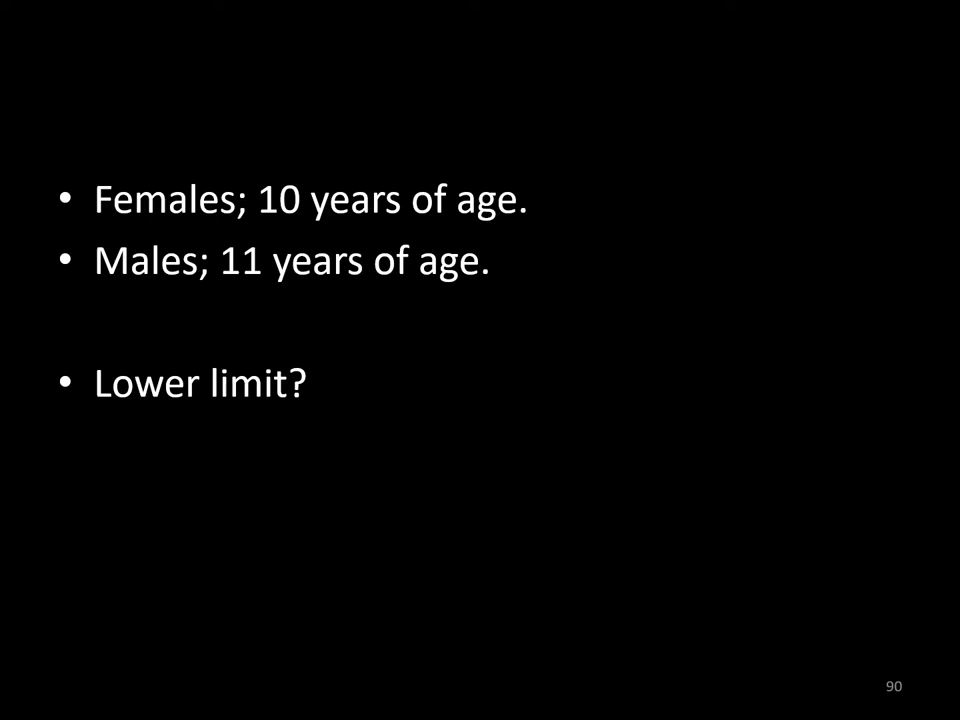 • Females; 10 years of age.
• Males; 11 years of age.
• Lower limit?
90